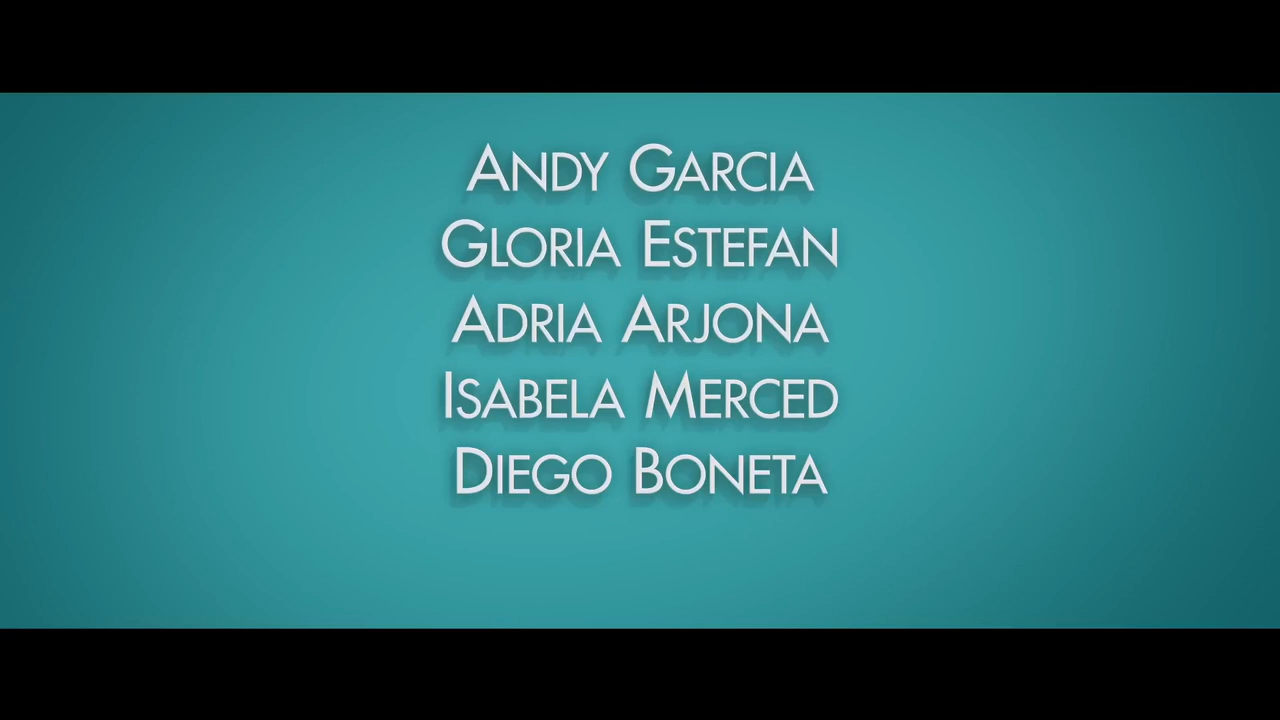 Andy Garcia
Gloria Estefan
Adria Arjona
Isabela Merced
Diego Boneta